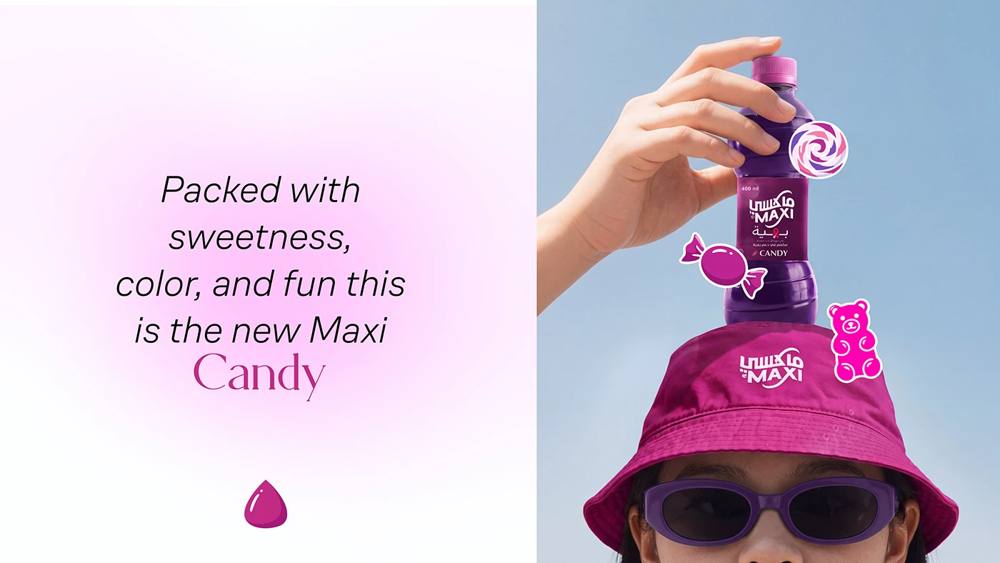 Packed with
sweetness,
color, and fun this
is the new Maxi
Candy
400 ml
ماكسي
MAXI
بهية
CANDY
ماكسي
MAXI